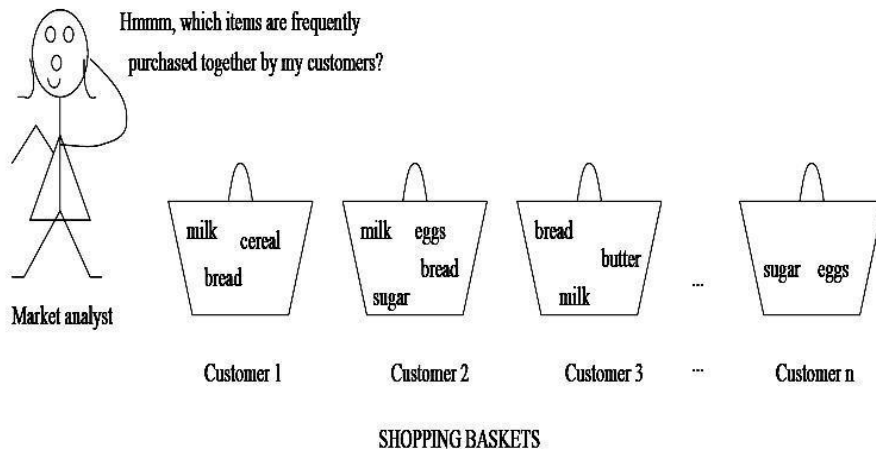 Hmmm, which items are frequently
purchased together by my customers?
milk
cereal
bread
milk eggs
bread
sugar
bread
butter
milk
...
sugar eggs
Market analyst
Customer 1
Customer 2
Customer 3
...
Customer n
SHOPPING BASKETS